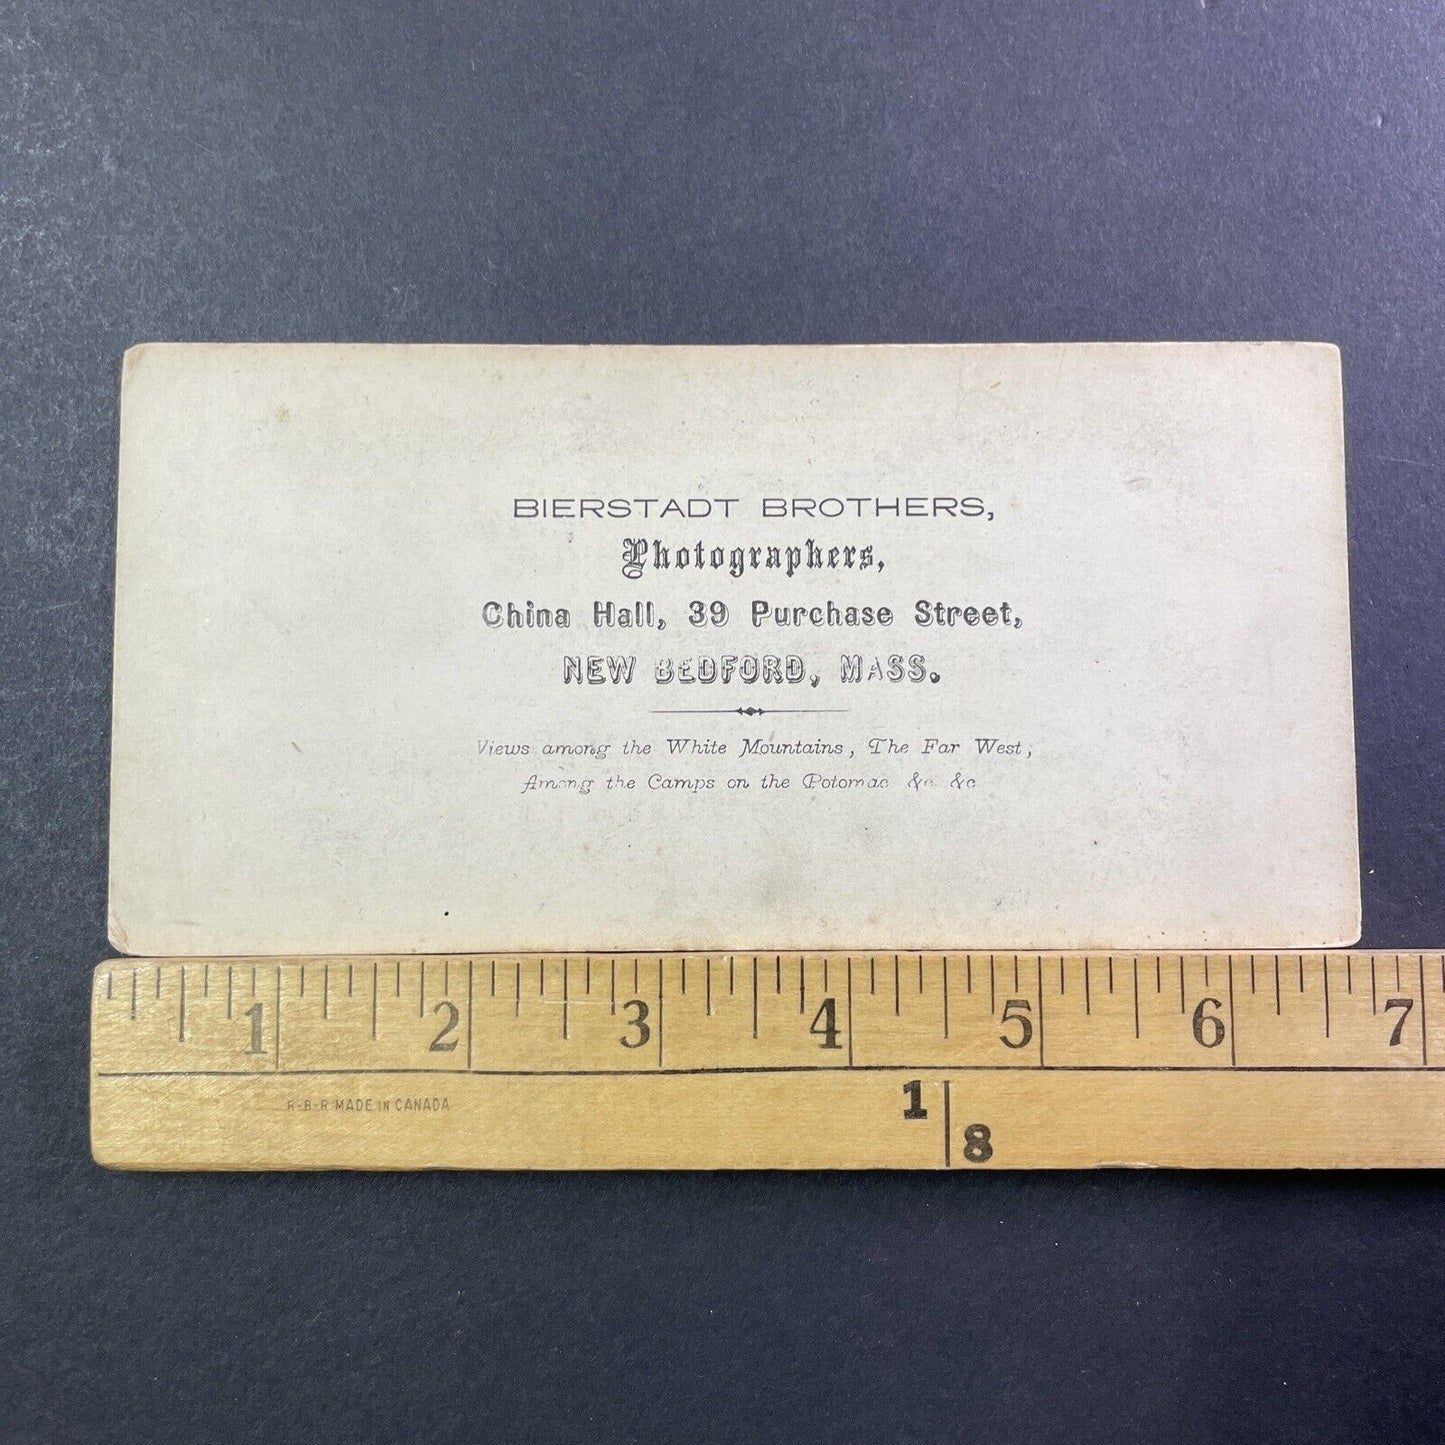 BIERSTADT BROTHERS,
Photographers,
China Hall, 39 Purchase Street,
NEW BEDFORD, MASS.
Views among the White Mountains, The Far West,
Among the Camps on the Potomac &c. &c
1 2 3 4 5 6 7
R-B-R MADE IN CANADA
1 8